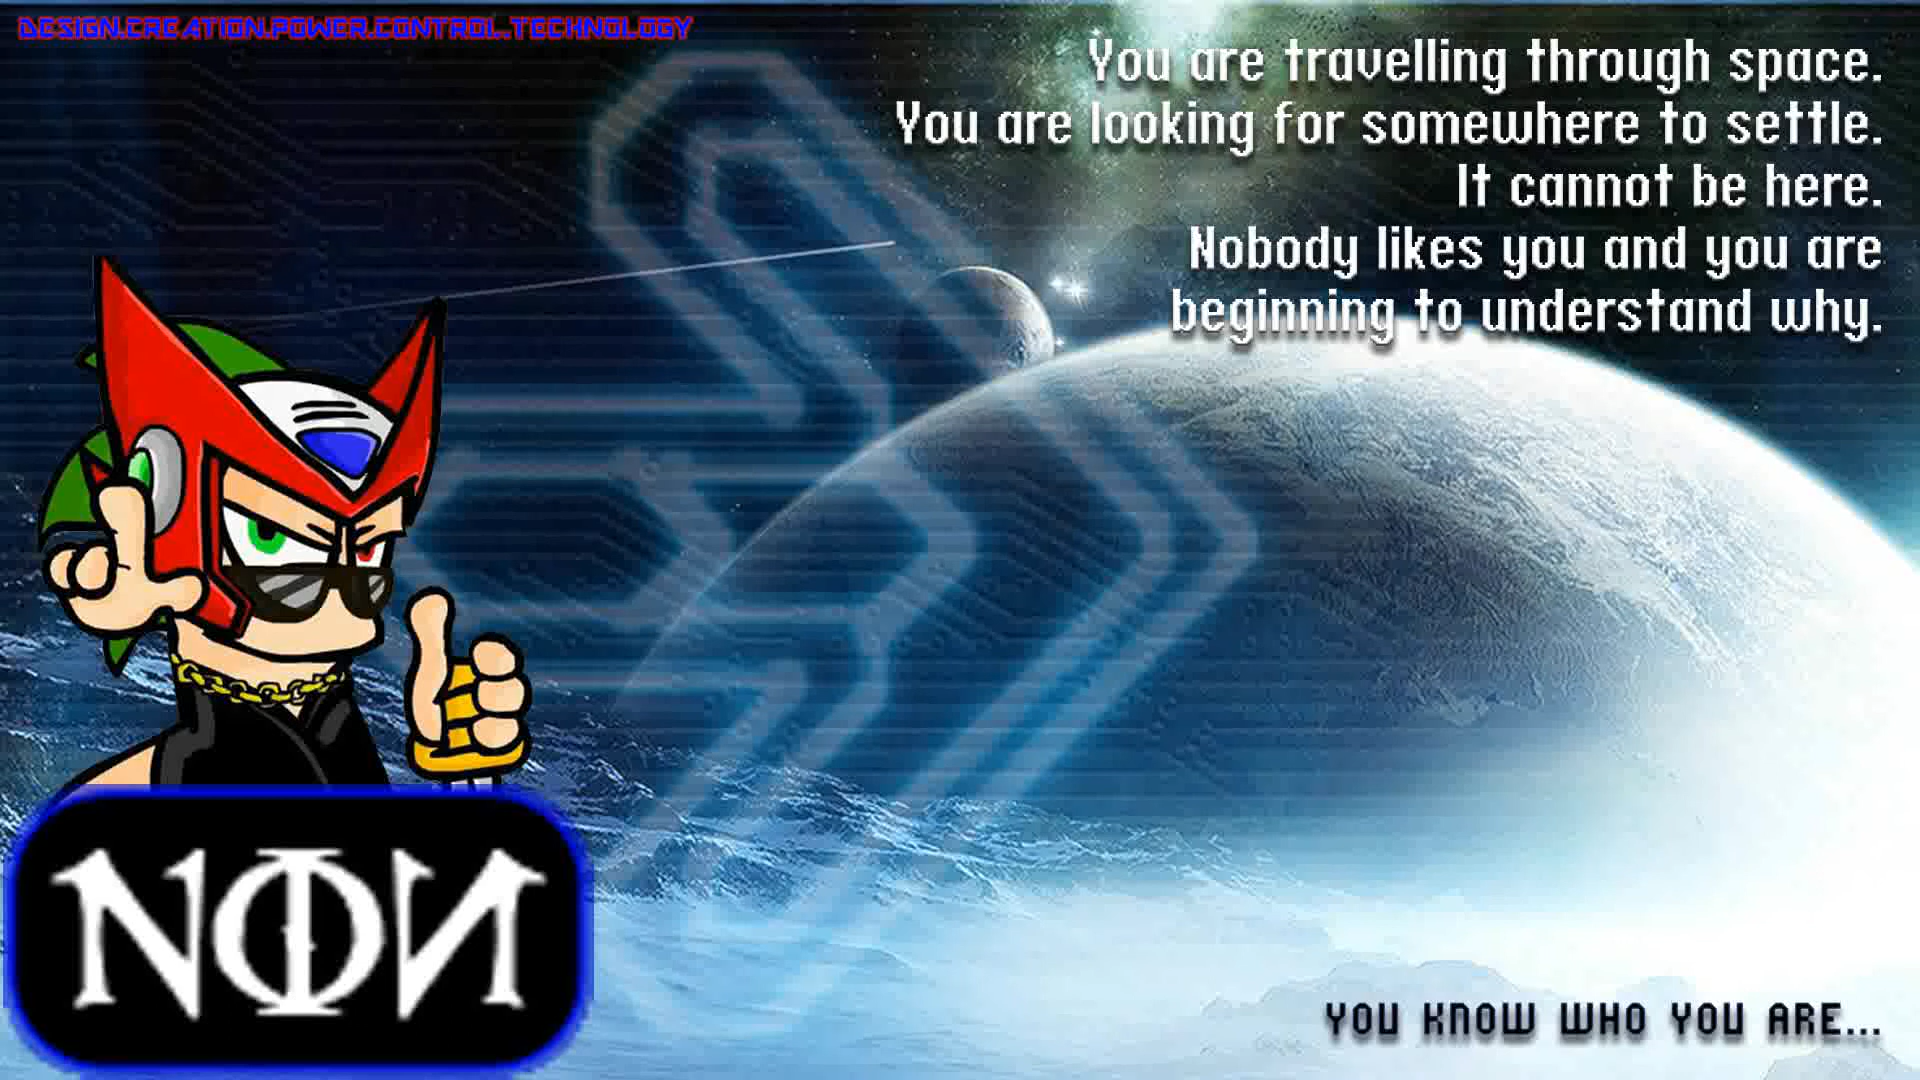 DESIGN.CREATION.POWER.CONTROL.TECHNOLOGY
You are travelling through space.
You are looking for somewhere to settle.
It cannot be here.
Nobody likes you and you are
beginning to understand why.
NΦИ
YOU KNOW WHO YOU ARE...